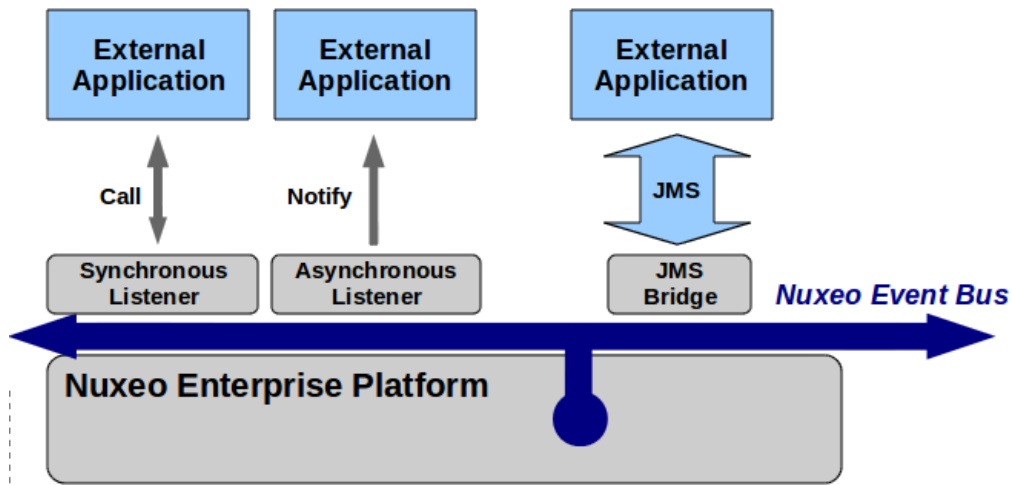 External
Application
External
Application
External
Application
Call
Notify
JMS
Synchronous
Listener
Asynchronous
Listener
JMS
Bridge
Nuxeo Event Bus
Nuxeo Enterprise Platform